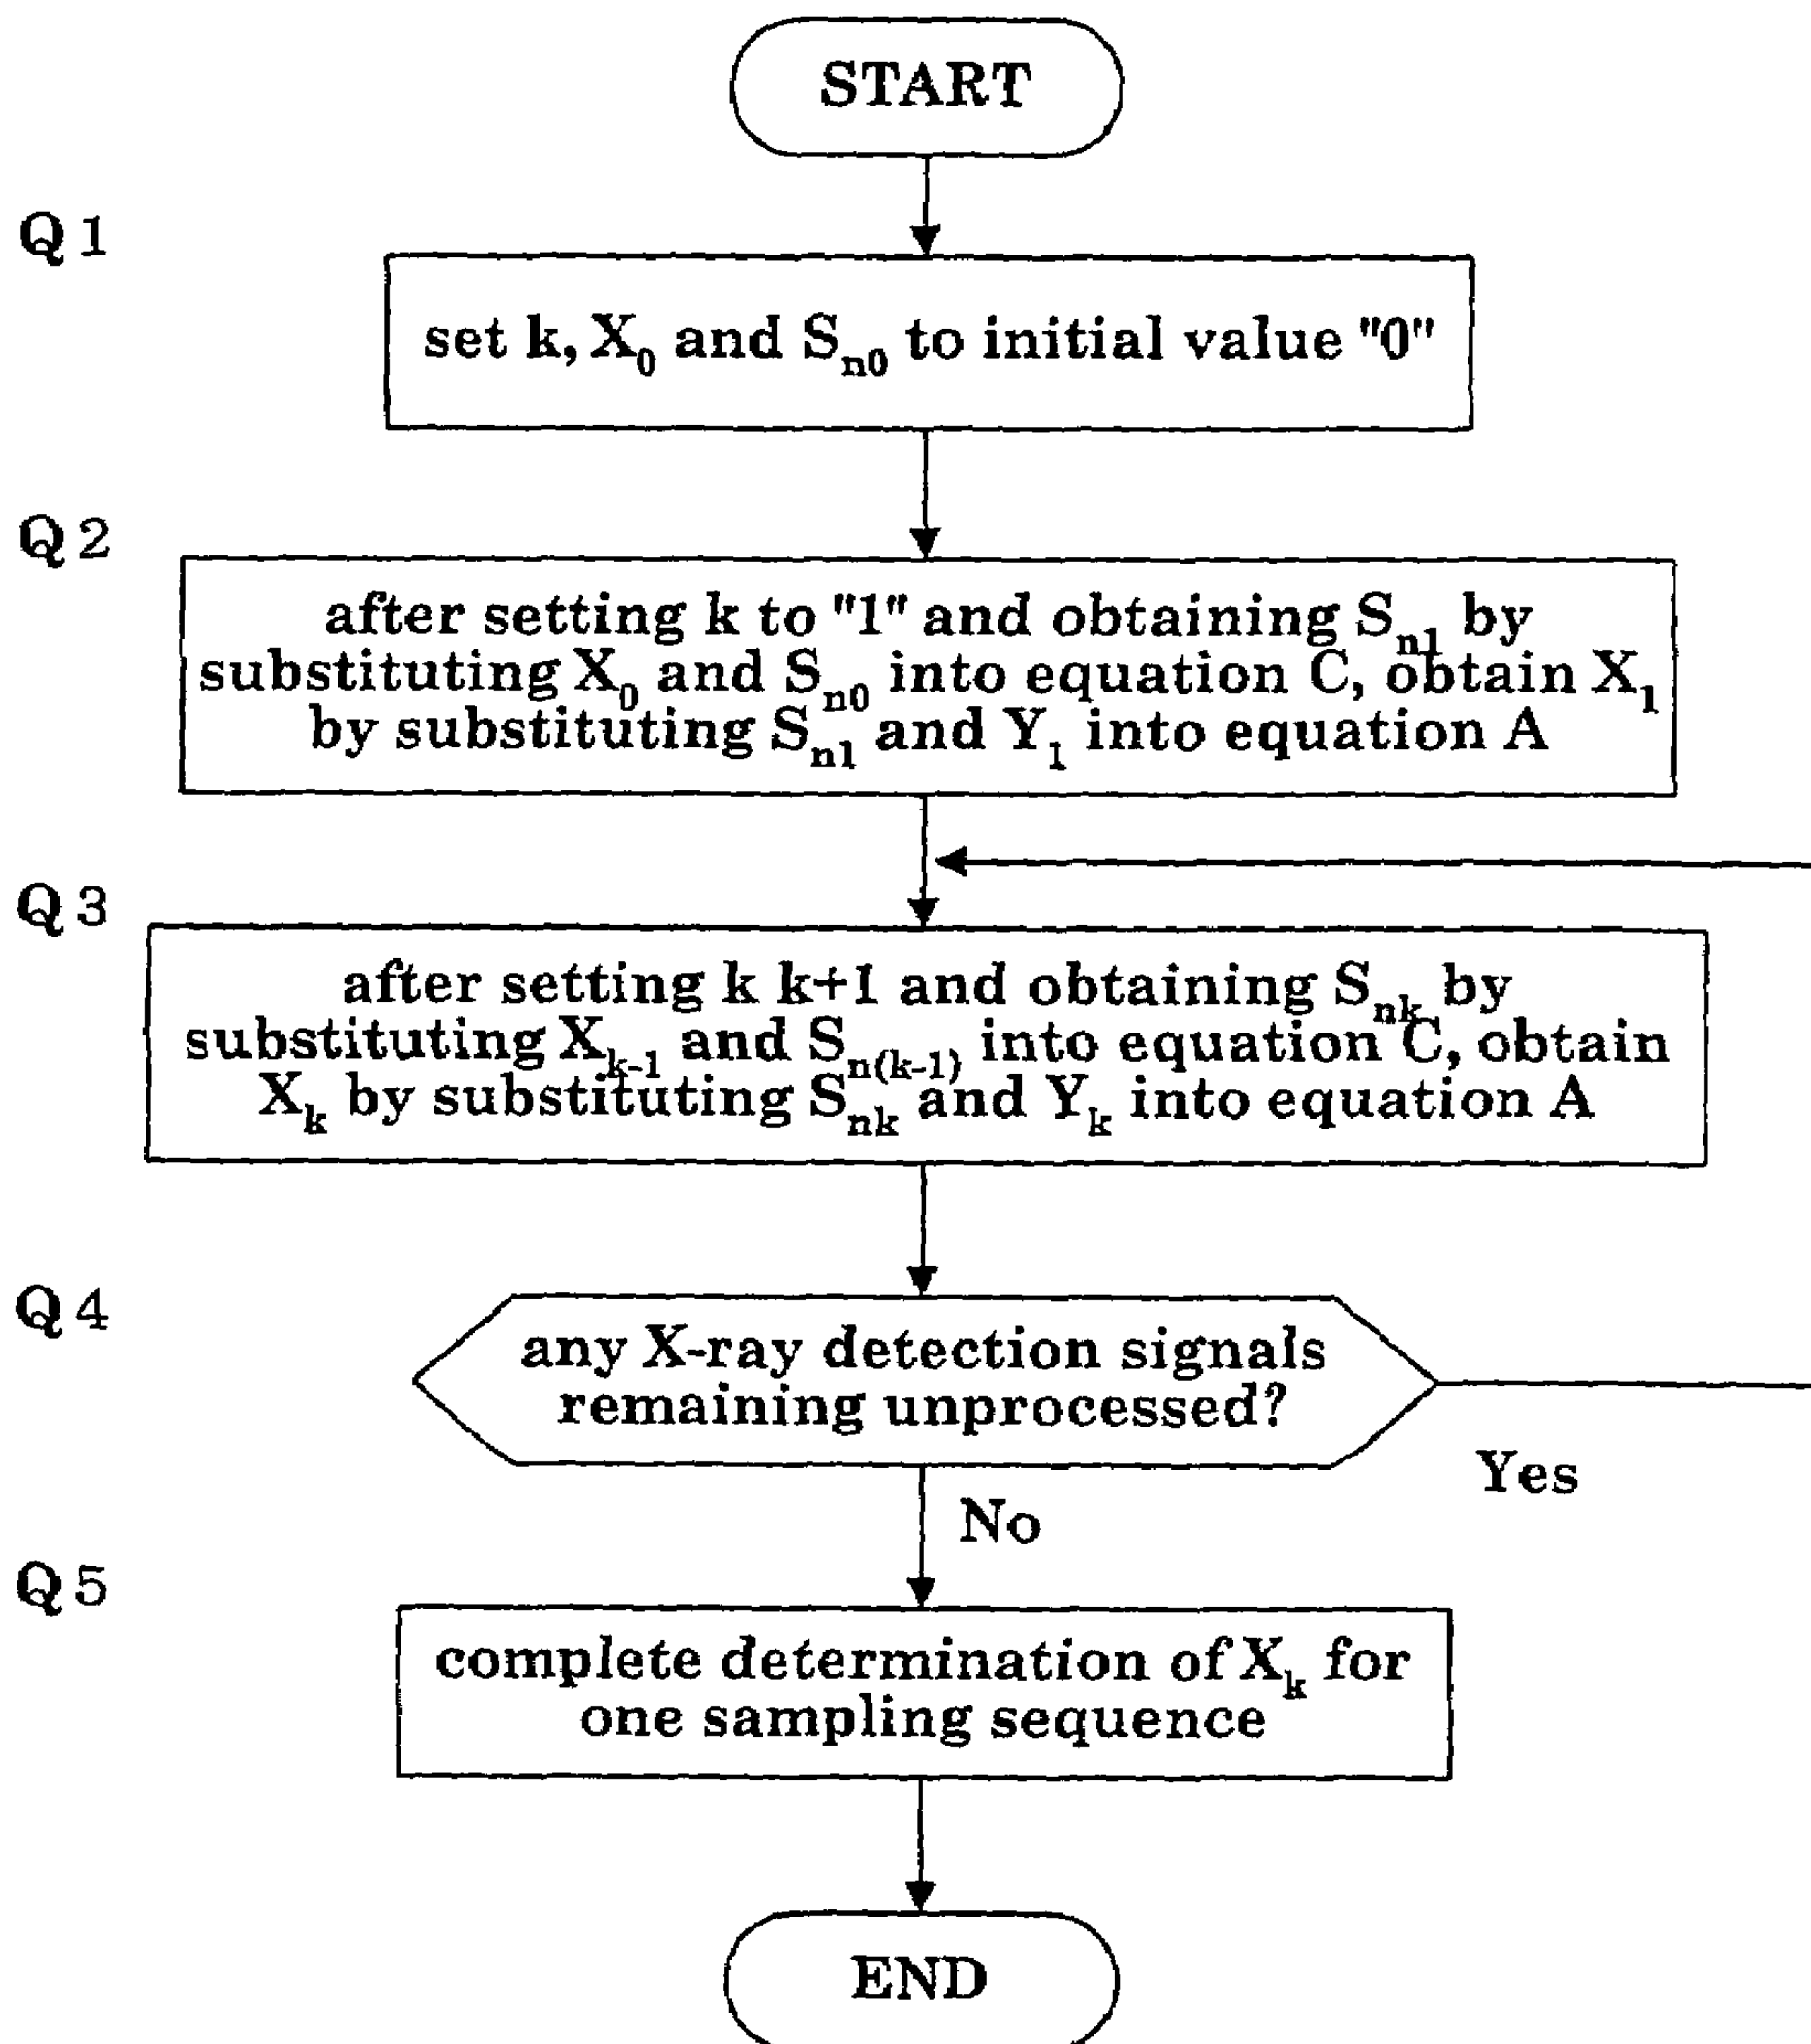 START
Q1
set k, X₀ and Sₙ₀ to initial value "0"
Q2
after setting k to "1" and obtaining Sₙ₁ by
substituting X₀ and Sₙ₀ into equation C, obtain X₁
by substituting Sₙ₁ and Y₁ into equation A
Q3
after setting k k+1 and obtaining Sₙₖ by
substituting Xₖ₋₁ and Sₙ₍ₖ₋₁₎ into equation C, obtain
Xₖ by substituting Sₙₖ and Yₖ into equation A
Q4
any X-ray detection signals
remaining unprocessed?
Yes
No
Q5
complete determination of Xₖ for
one sampling sequence
END